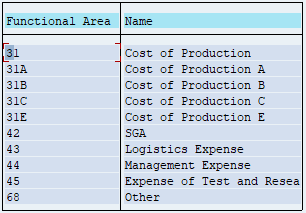 Functional Area Name
31 Cost of Production
31A Cost of Production A
31B Cost of Production B
31C Cost of Production C
31E Cost of Production E
42 SGA
43 Logistics Expense
44 Management Expense
45 Expense of Test and Resea
68 Other